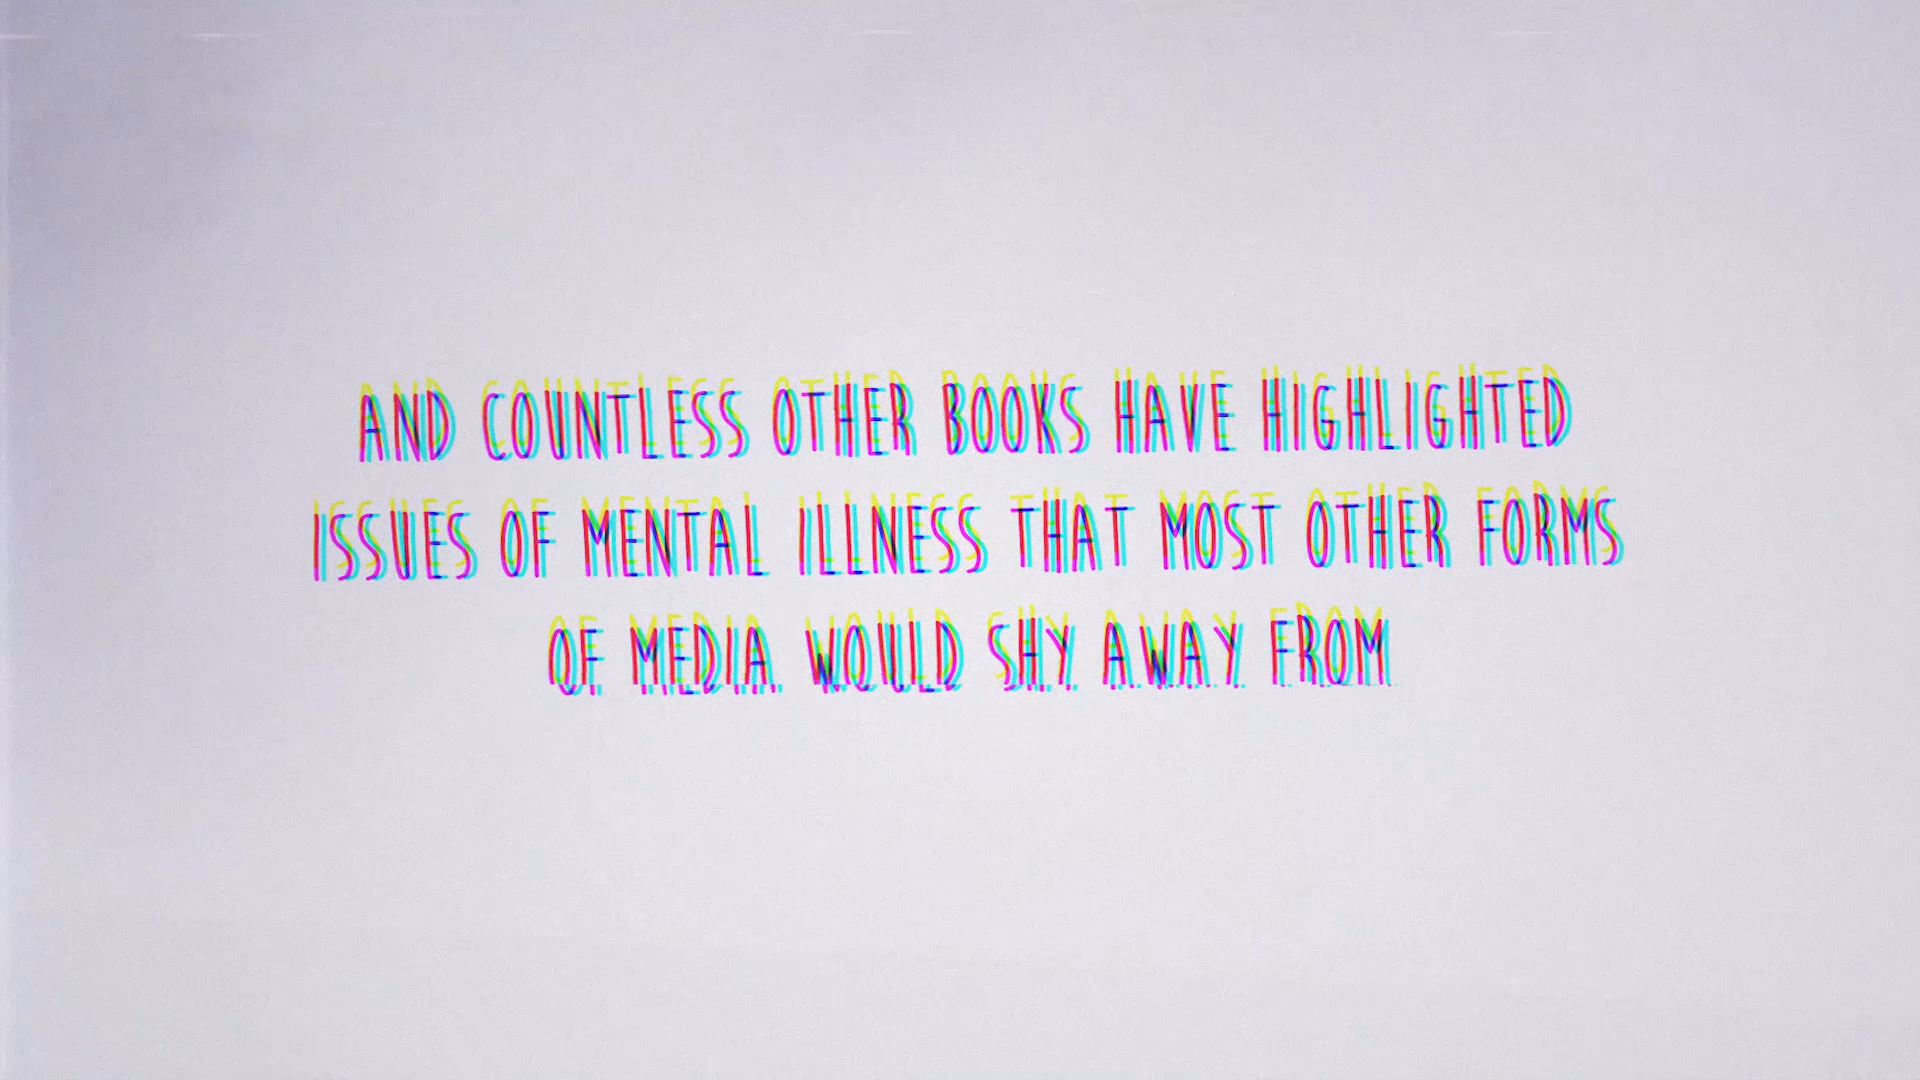 AND COUNTLESS OTHER BOOKS HAVE HIGHLIGHTED
ISSUES OF MENTAL ILLNESS THAT MOST OTHER FORMS
OF MEDIA WOULD SHY AWAY FROM